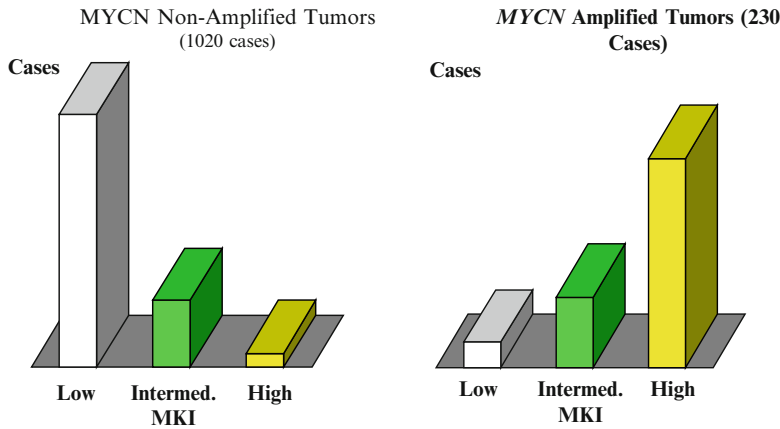 MYCN Non-Amplified Tumors
(1020 cases)
Cases
Low
Intermed.
High
MKI
MYCN Amplified Tumors (230
Cases)
Cases
Low
Intermed.
High
MKI